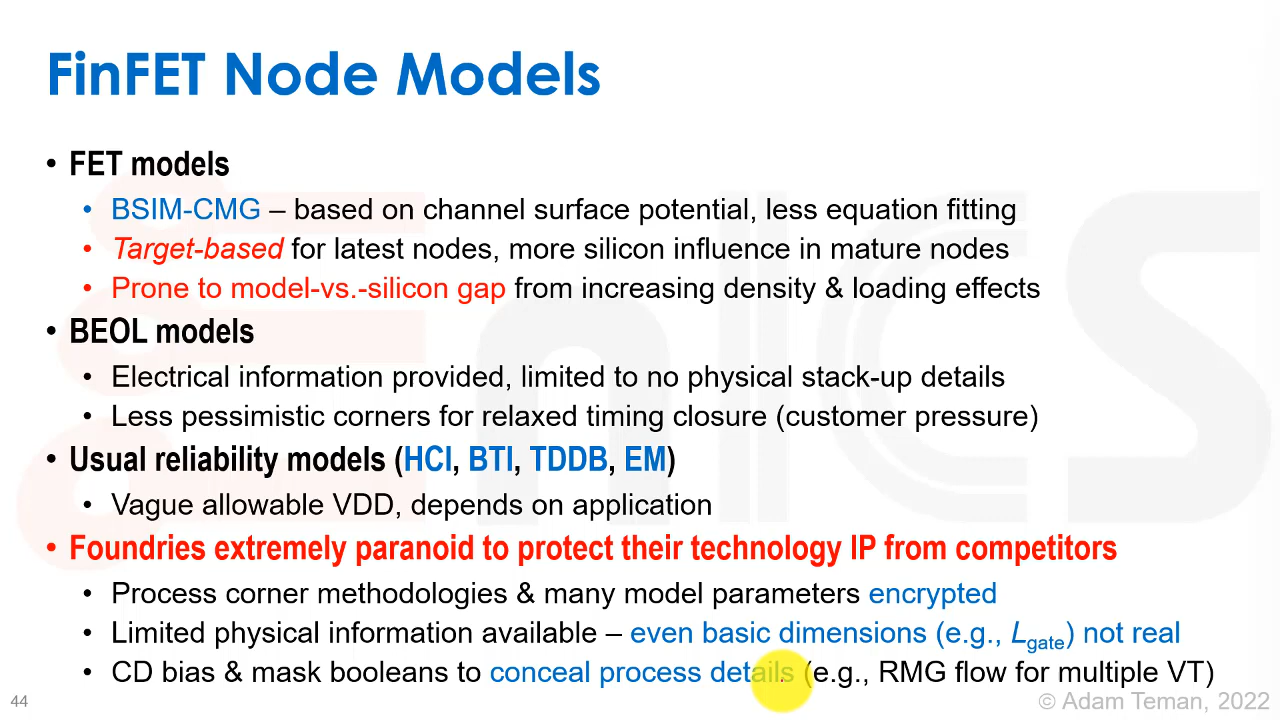 FinFET Node Models
• FET models
• BSIM-CMG – based on channel surface potential, less equation fitting
• Target-based for latest nodes, more silicon influence in mature nodes
• Prone to model-vs.-silicon gap from increasing density & loading effects
• BEOL models
• Electrical information provided, limited to no physical stack-up details
• Less pessimistic corners for relaxed timing closure (customer pressure)
• Usual reliability models (HCI, BTI, TDDB, EM)
• Vague allowable VDD, depends on application
• Foundries extremely paranoid to protect their technology IP from competitors
• Process corner methodologies & many model parameters encrypted
• Limited physical information available – even basic dimensions (e.g., Lgate) not real
• CD bias & mask booleans to conceal process details (e.g., RMG flow for multiple VT)
44
© Adam Teman, 2022
EnICS